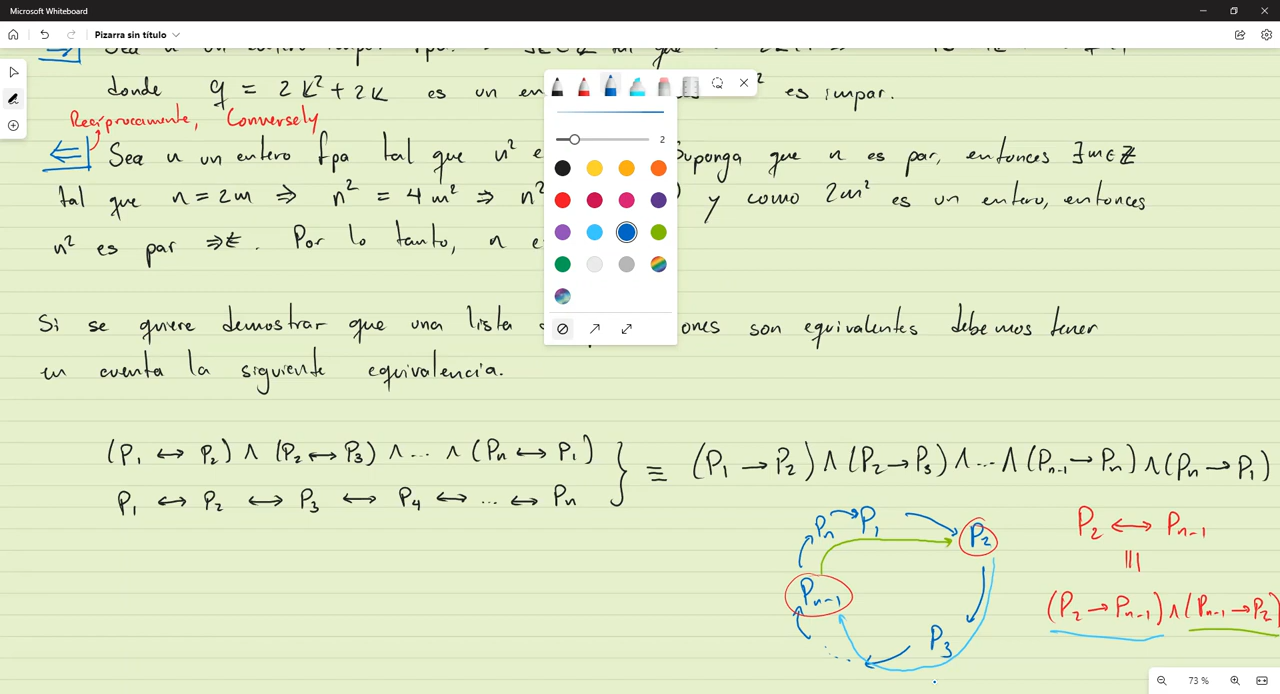 Microsoft Whiteboard
Pizarra sin título
donde q = 2k² + 2k es un es impar.
Recíprocamente, Conversely
⇐ Sea n un entero fpa tal que n² Suponga que n es par, entonces ∃m∈ℤ
tal que n = 2m ⇒ n² = 4m² ⇒ n² ) y como 2m² es un entero, entonces
n² es par ⇒⇐. Por lo tanto, n
2
Si se quiere demostrar que una lista ones son equivalentes debemos tener
en cuenta la siguiente equivalencia.
(P₁ ↔ P₂) ∧ (P₂ ↔ P₃) ∧ ... ∧ (Pn ↔ P₁) } ≡ (P₁ → P₂) ∧ (P₂ → P₃) ∧ ... ∧ (Pn-1 → Pn) ∧ (Pn → P₁)
P₁ ↔ P₂ ↔ P₃ ↔ P₄ ↔ ... ↔ Pn
Pn P₁ P₂
Pn-1
P₃
...
P₂ ↔ Pn-1
≡
(P₂ → Pn-1) ∧ (Pn-1 → P₂)
73 %